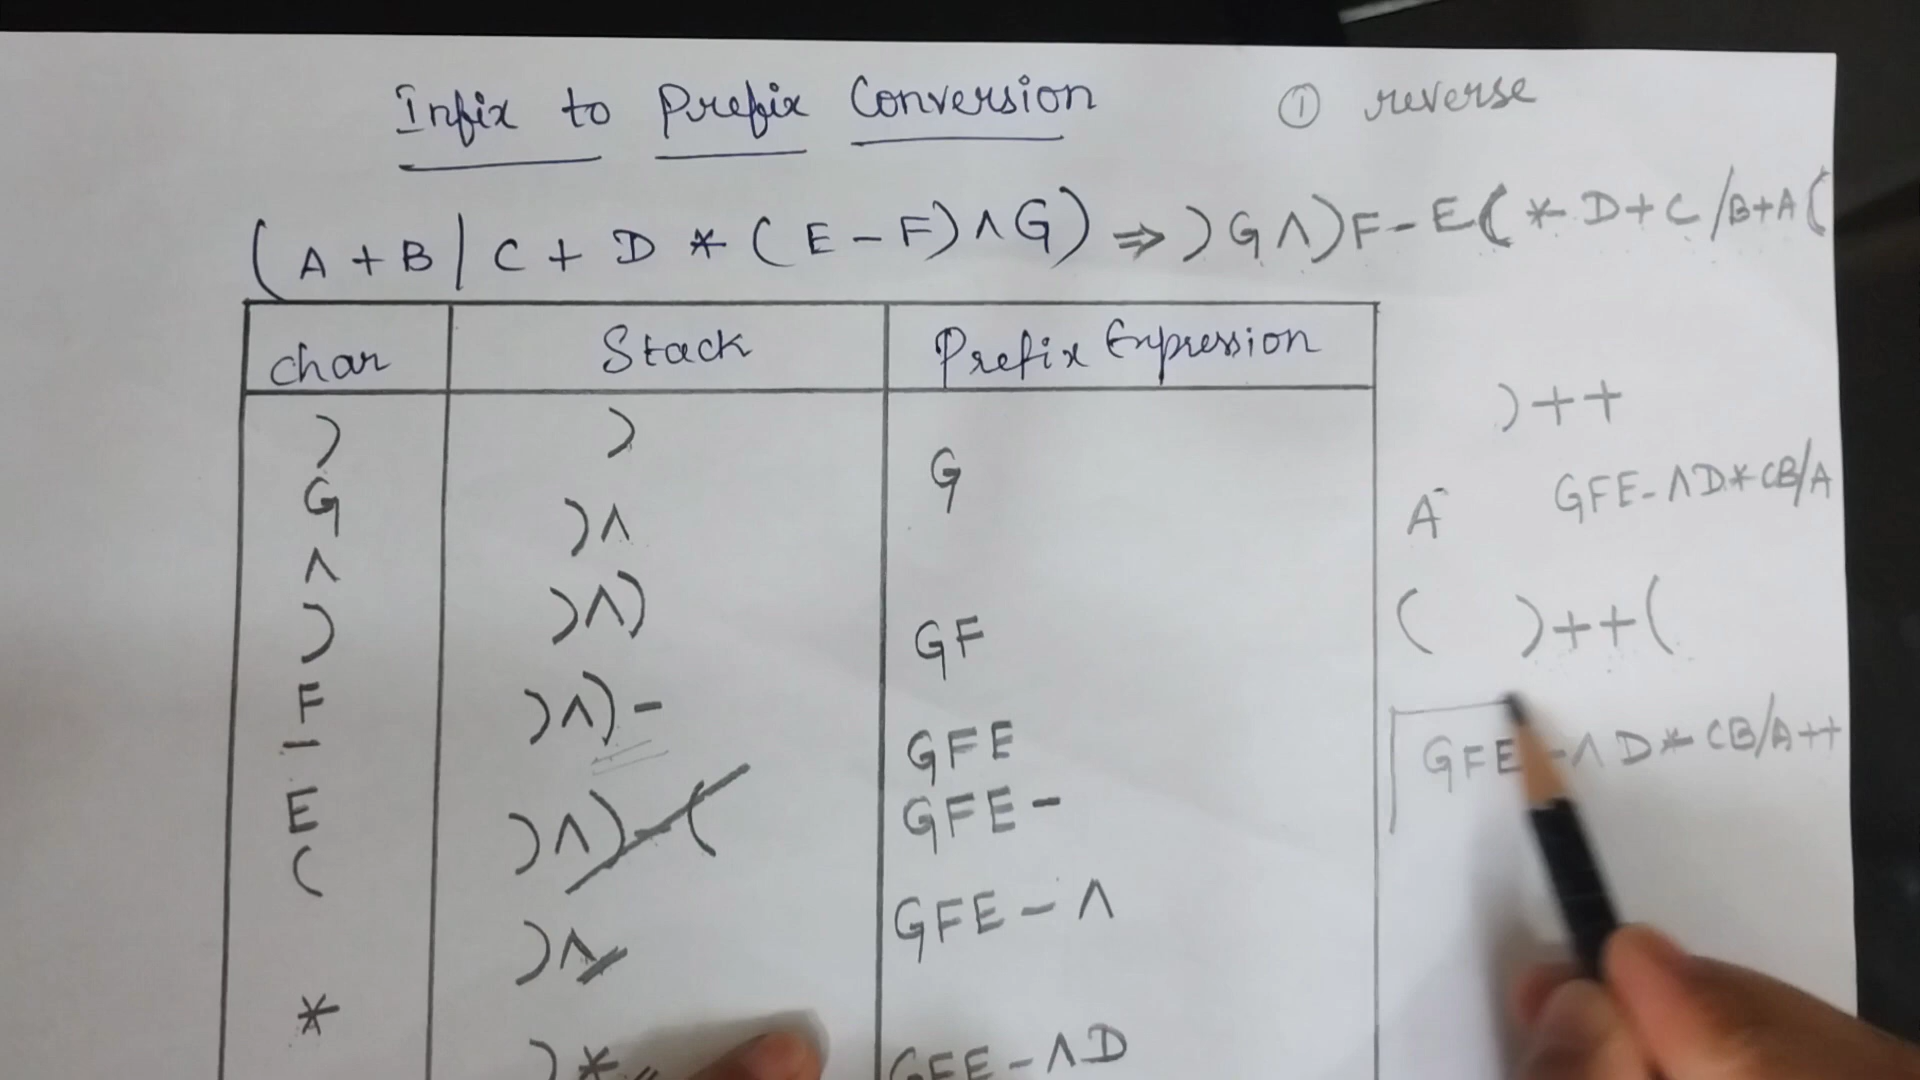 Infix to Prefix Conversion
① reverse
(A+B/C+D*(E-F)^G) ⇒ )G^)F-E(*D+C/B+A(
char Stack Prefix Expression
) )
G G
)^
^
)^)
) GF
)^)-
F
- GFE
E )^)-( GFE-
(
)^ GFE-^
*
)* GFE-^D
)++
A GFE-^D*CB/A
( )++(
GFE-^D*CB/A++